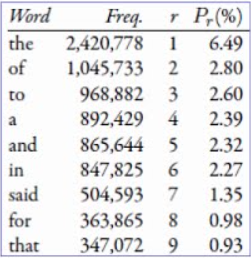 Word Freq. r Pr(%)
the 2,420,778 1 6.49
of 1,045,733 2 2.80
to 968,882 3 2.60
a 892,429 4 2.39
and 865,644 5 2.32
in 847,825 6 2.27
said 504,593 7 1.35
for 363,865 8 0.98
that 347,072 9 0.93